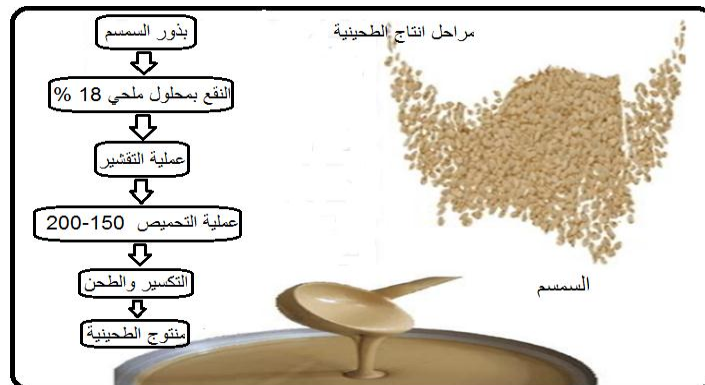 مراحل انتاج الطحينية
بذور السمسم
النقع بمحلول ملحي 18 %
عملية التقشير
عملية التحميص 150-200
التكسير والطحن
منتوج الطحينية
السمسم